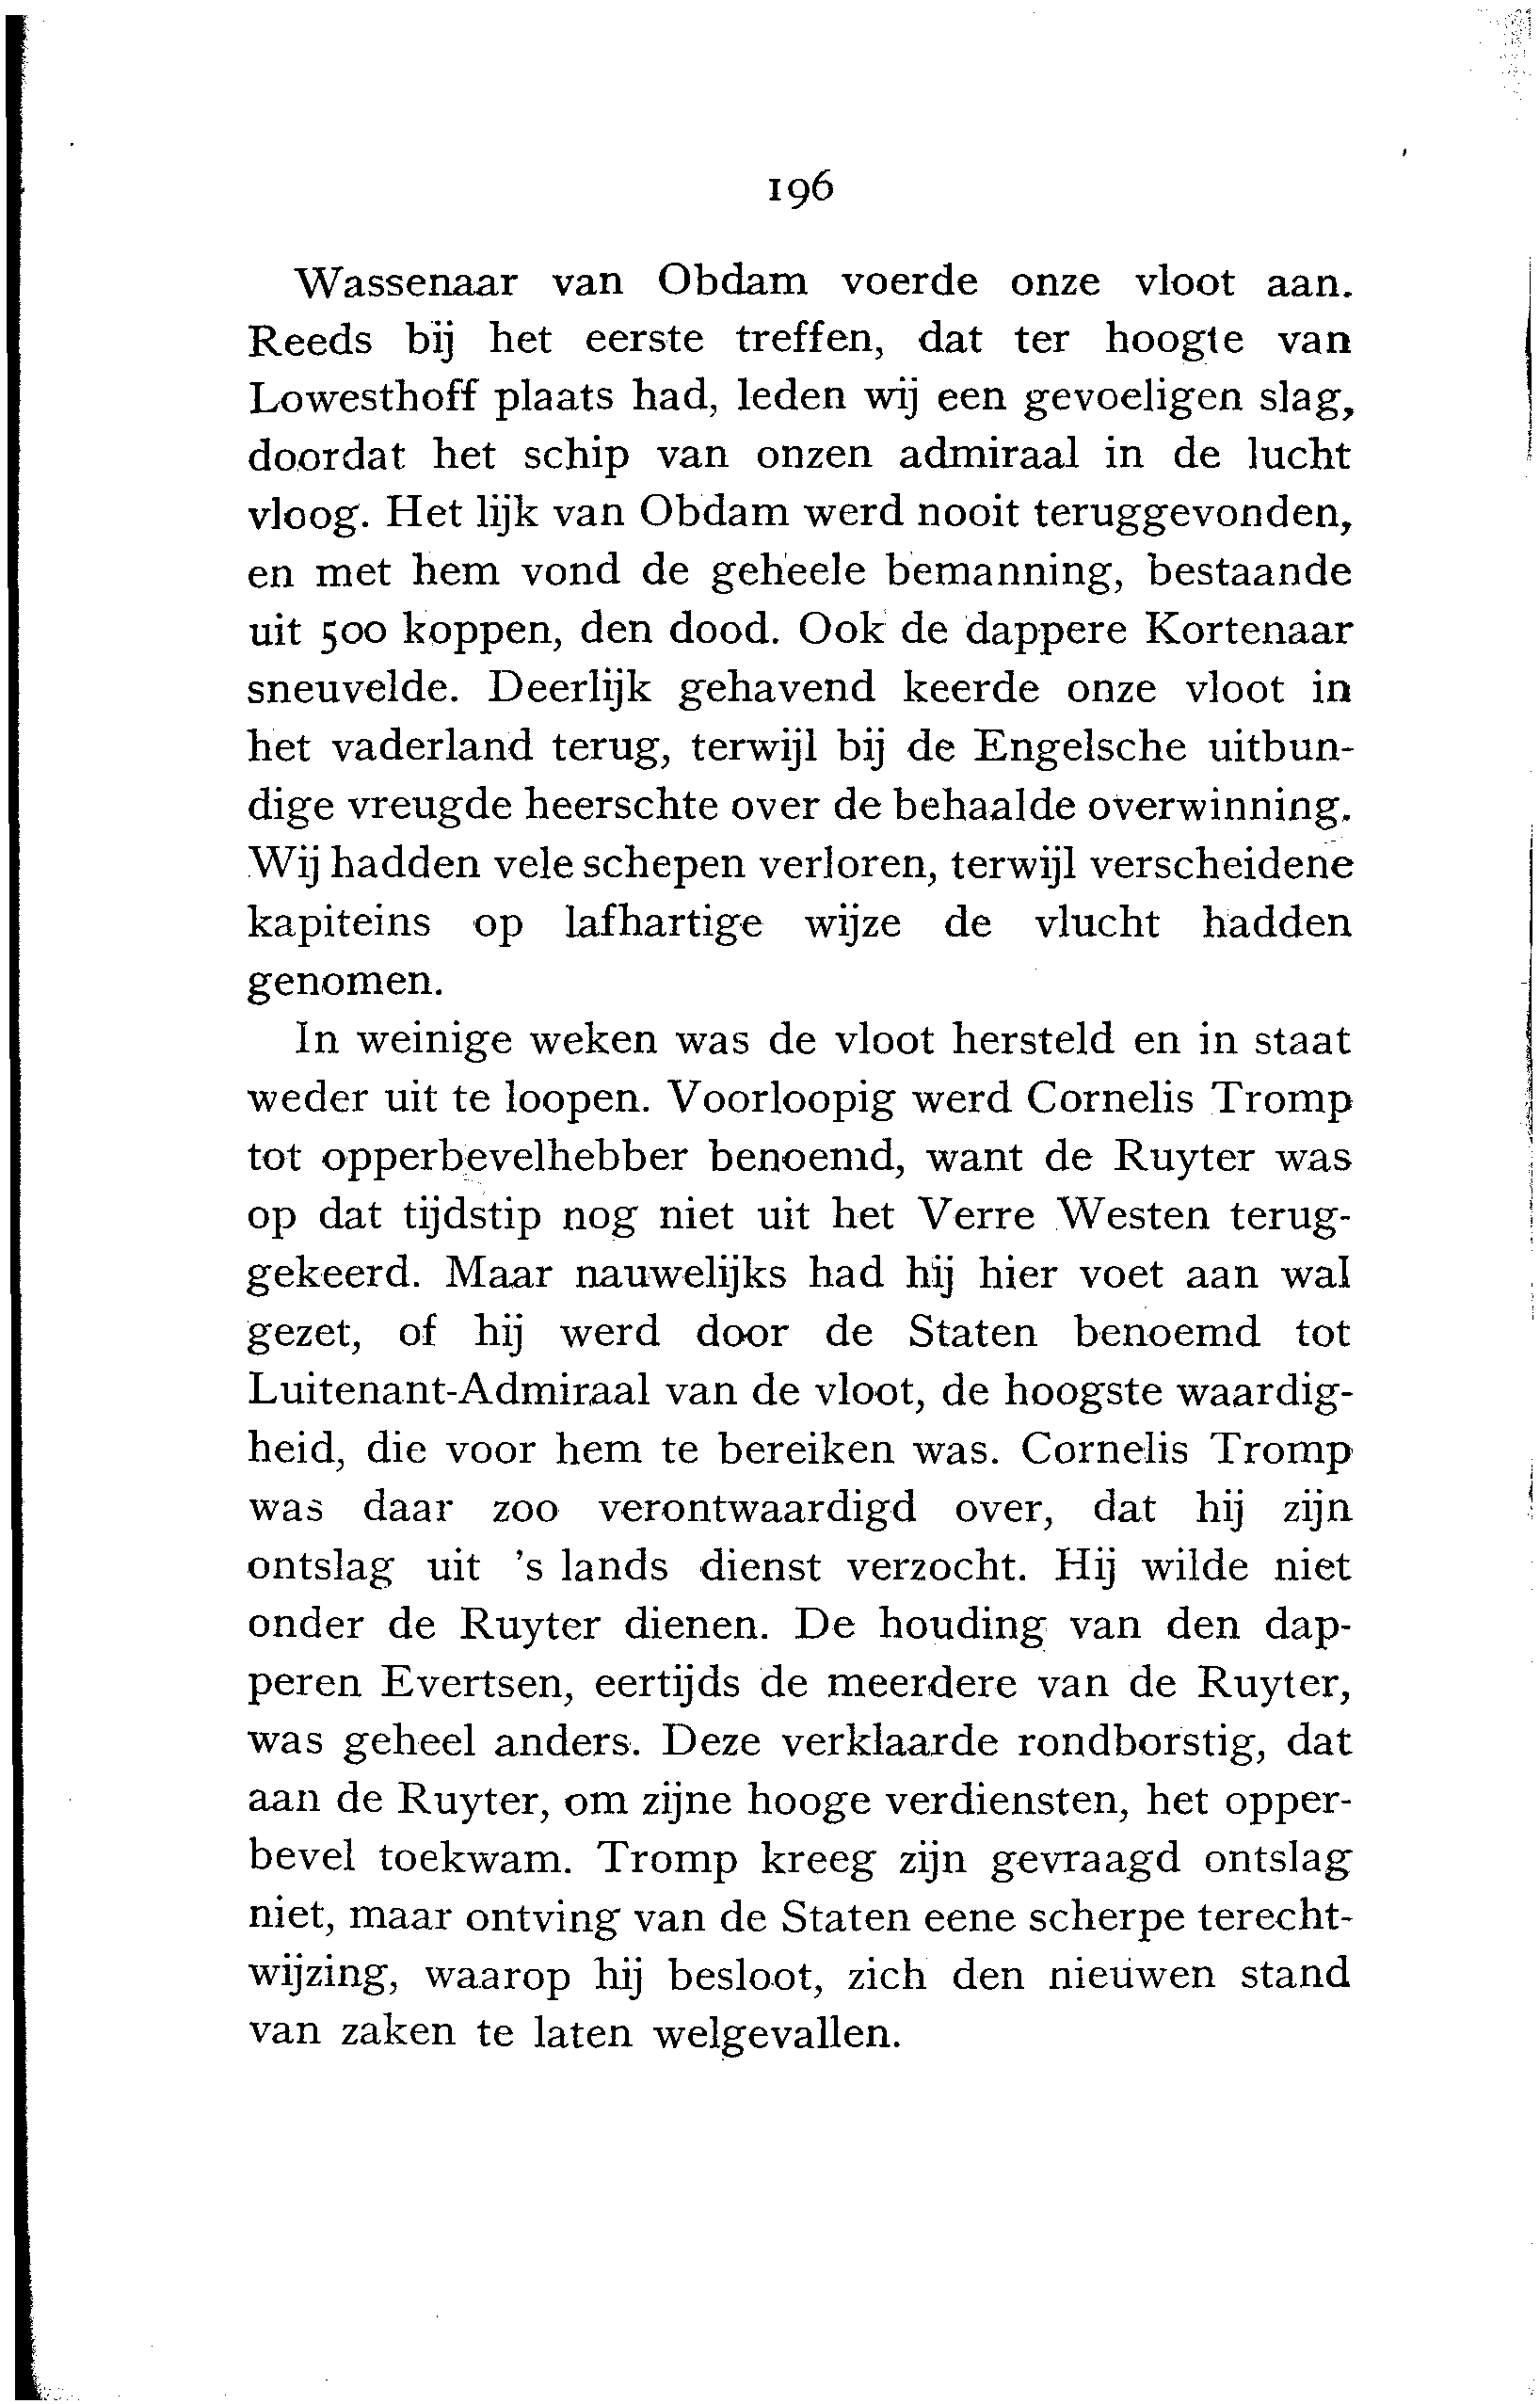 196
Wassenaar van Obdam voerde onze vloot aan.
Reeds bij het eerste treffen, dat ter hoogte van
Lowesthoff plaats had, leden wij een gevoeligen slag,
doordat het schip van onzen admiraal in de lucht
vloog. Het lijk van Obdam werd nooit teruggevonden,
en met hem vond de geheele bemanning, bestaande
uit 500 koppen, den dood. Ook de dappere Kortenaar
sneuvelde. Deerlijk gehavend keerde onze vloot in
het vaderland terug, terwijl bij de Engelsche uitbun-
dige vreugde heerschte over de behaalde overwinning.
Wij hadden vele schepen verloren, terwijl verscheidene
kapiteins op lafhartige wijze de vlucht hadden
genomen.
In weinige weken was de vloot hersteld en in staat
weder uit te loopen. Voorloopig werd Cornelis Tromp
tot opperbevelhebber benoemd, want de Ruyter was
op dat tijdstip nog niet uit het Verre Westen terug-
gekeerd. Maar nauwelijks had hij hier voet aan wal
gezet, of hij werd door de Staten benoemd tot
Luitenant-Admiraal van de vloot, de hoogste waardig-
heid, die voor hem te bereiken was. Cornelis Tromp
was daar zoo verontwaardigd over, dat hij zijn
ontslag uit 's lands dienst verzocht. Hij wilde niet
onder de Ruyter dienen. De houding van den dap-
peren Evertsen, eertijds de meerdere van de Ruyter,
was geheel anders. Deze verklaarde rondborstig, dat
aan de Ruyter, om zijne hooge verdiensten, het opper-
bevel toekwam. Tromp kreeg zijn gevraagd ontslag
niet, maar ontving van de Staten eene scherpe terecht-
wijzing, waarop hij besloot, zich den nieuwen stand
van zaken te laten welgevallen.